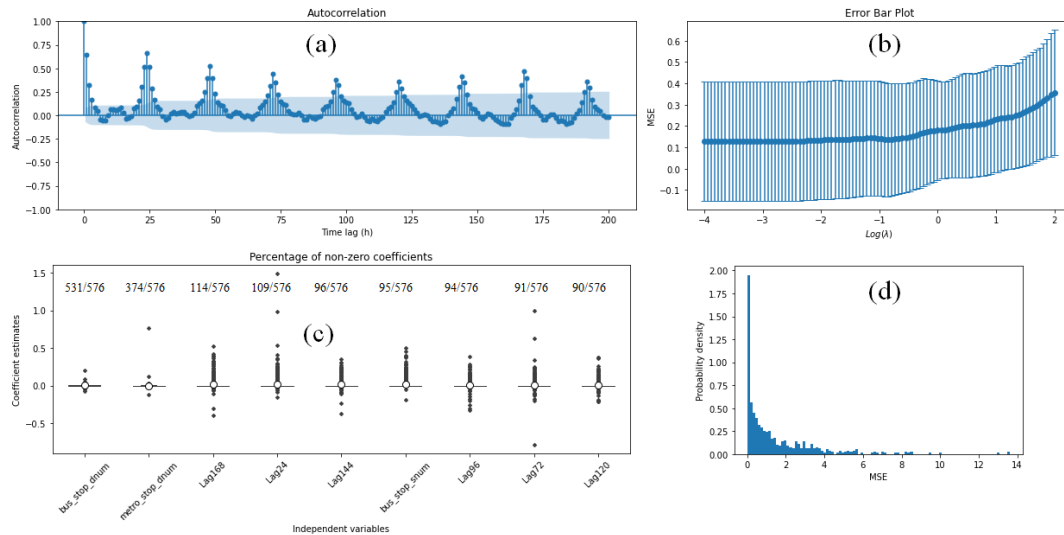 Autocorrelation
(a)
Autocorrelation
1.00
0.75
0.50
0.25
0.00
-0.25
-0.50
-0.75
-1.00
0
25
50
75
100
125
150
175
200
Time lag (h)
Error Bar Plot
(b)
MSE
0.6
0.5
0.4
0.3
0.2
0.1
0.0
-0.1
-4
-3
-2
-1
0
1
2
Log(λ)
Percentage of non-zero coefficients
531/576 374/576 114/576 109/576 96/576 95/576 94/576 91/576 90/576
(c)
Coefficient estimates
1.5
1.0
0.5
0.0
-0.5
bus_stop_dnum
metro_stop_dnum
Lag168
Lag24
Lag144
bus_stop_snum
Lag96
Lag72
Lag120
Independent variables
(d)
Probability density
2.00
1.75
1.50
1.25
1.00
0.75
0.50
0.25
0.00
0
2
4
6
8
10
12
14
MSE